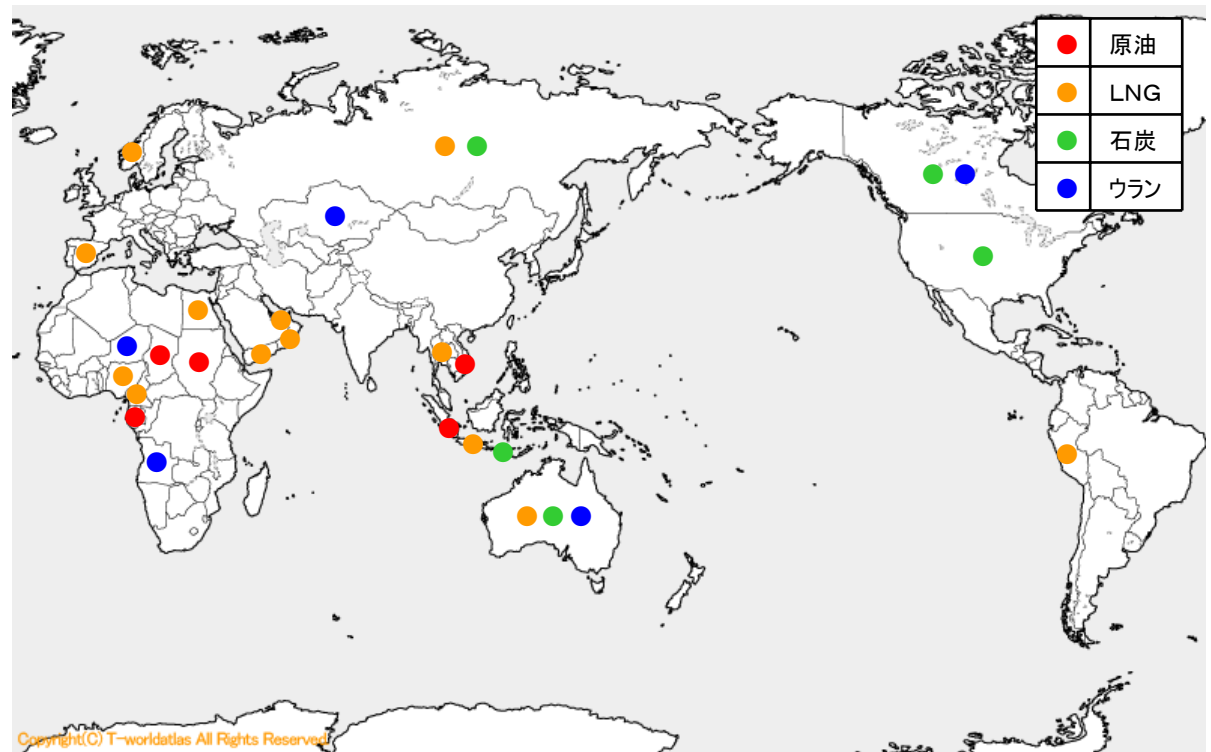 原油
LNG
石炭
ウラン
Copyright(C) T-worldatlas All Rights Reserved